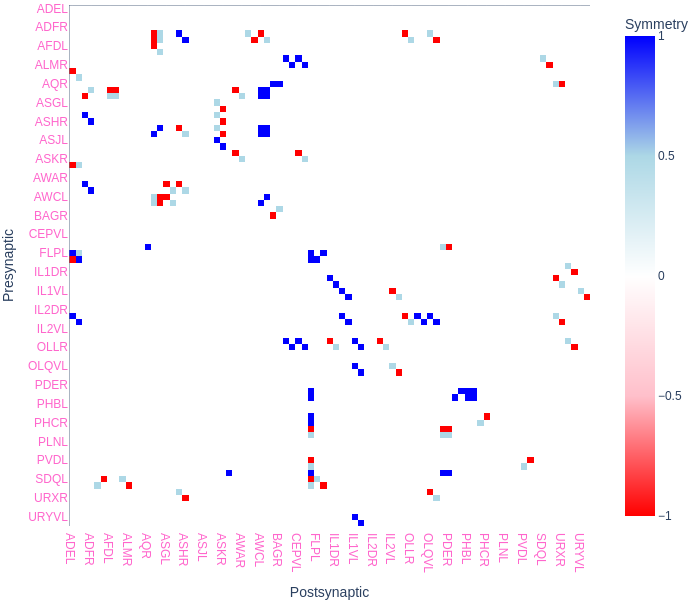 Symmetry
ADEL
ADFR
AFDL
ALMR
AQR
ASGL
ASHR
ASJL
ASKR
AWAR
AWCL
BAGR
CEPVL
FLPL
IL1DR
IL1VL
IL2DR
IL2VL
OLLR
OLQVL
PDER
PHBL
PHCR
PLNL
PVDL
SDQL
URXR
URYVL
Presynaptic
ADEL
ADFR
AFDL
ALMR
AQR
ASGL
ASHR
ASJL
ASKR
AWAR
AWCL
BAGR
CEPVL
FLPL
IL1DR
IL1VL
IL2DR
IL2VL
OLLR
OLQVL
PDER
PHBL
PHCR
PLNL
PVDL
SDQL
URXR
URYVL
Postsynaptic
1
0.5
0
−0.5
−1